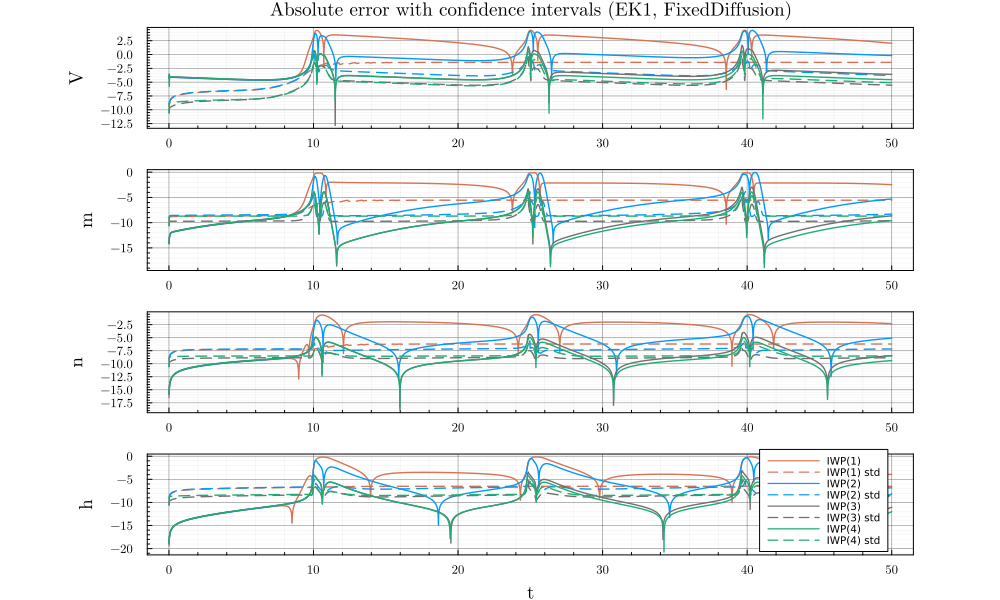 Absolute error with confidence intervals (EK1, FixedDiffusion)
V
2.5
0.0
−2.5
−5.0
−7.5
−10.0
−12.5
0 10 20 30 40 50
m
0
−5
−10
−15
0 10 20 30 40 50
n
−2.5
−5.0
−7.5
−10.0
−12.5
−15.0
−17.5
0 10 20 30 40 50
h
0
−5
−10
−15
−20
0 10 20 30 40 50
IWP(1)
IWP(1) std
IWP(2)
IWP(2) std
IWP(3)
IWP(3) std
IWP(4)
IWP(4) std
t